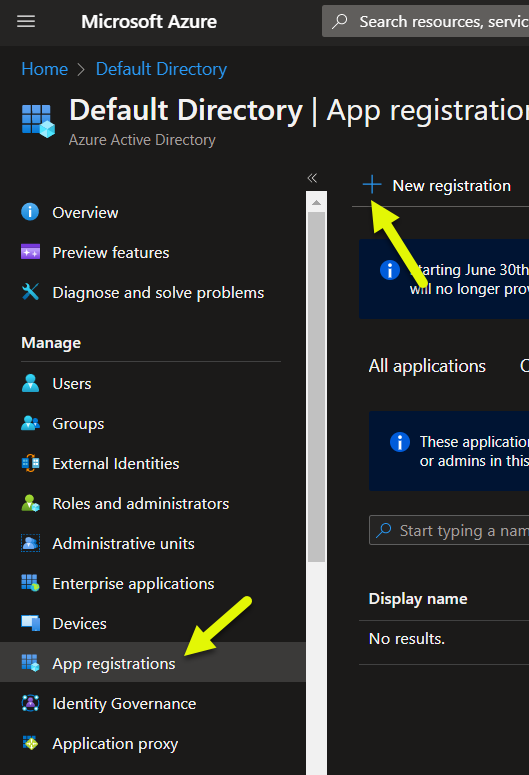 Microsoft Azure
Search resources, servic
Home > Default Directory
Default Directory | App registration
Azure Active Directory
«
Overview
Preview features
Diagnose and solve problems
Manage
Users
Groups
External Identities
Roles and administrators
Administrative units
Enterprise applications
Devices
App registrations
Identity Governance
Application proxy
New registration
tarting June 30th
will no longer prov
All applications
These application
or admins in this
Start typing a nam
Display name
No results.